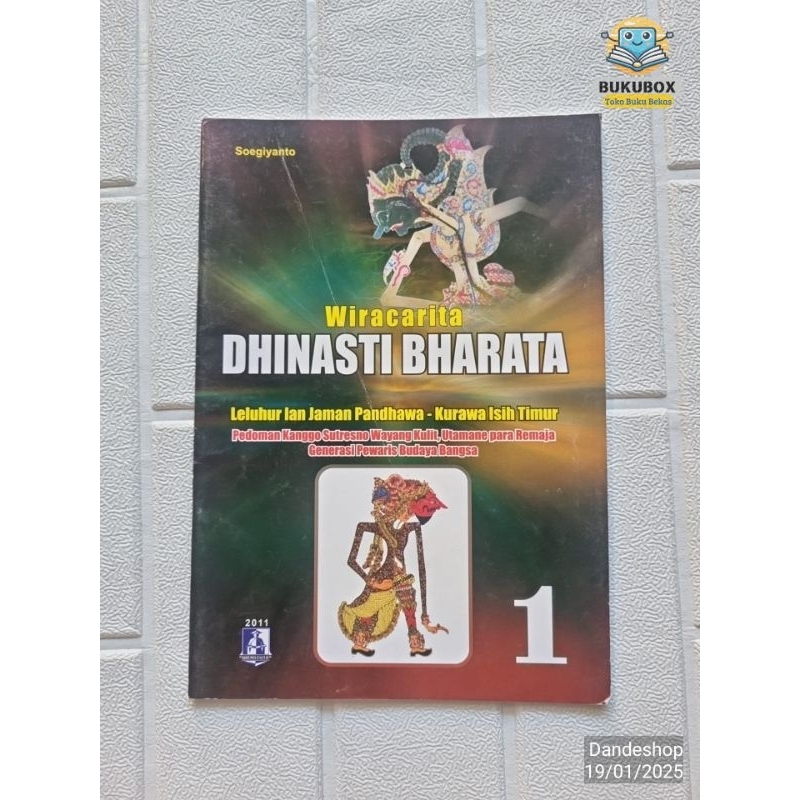 BUKUBOX
Toko Buku Bekas
Soegiyanto
Wiracarita
DHINASTI BHARATA
Leluhur lan Jaman Pandhawa - Kurawa Isih Timur
Pedoman Kanggo Sutresno Wayang Kulit, Utamane para Remaja
Generasi Pewaris Budaya Bangsa
2011
1
Dandeshop
19/01/2025